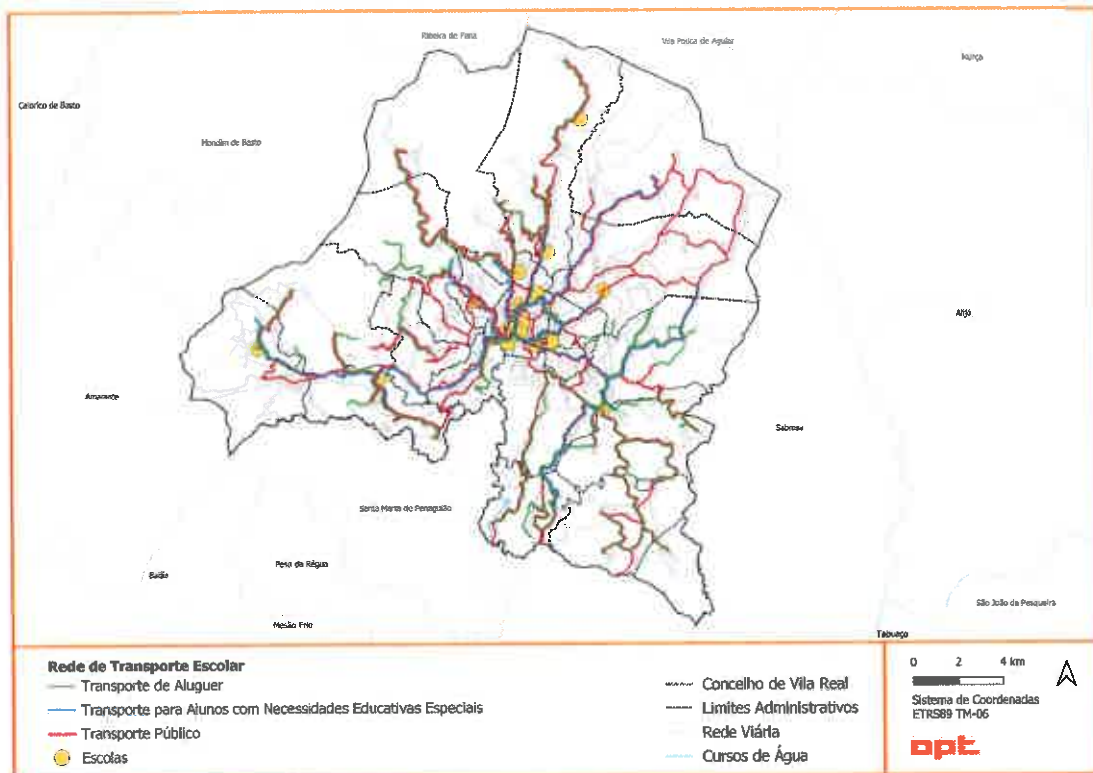 Ribeira de Pena
Vila Pouca de Aguiar
Murça
Celorico de Basto
Mondim de Basto
Alijó
Amarante
Sabrosa
Santa Marta de Penaguião
Baião
Peso da Régua
São João da Pesqueira
Mesão Frio
Tabuaço
Rede de Transporte Escolar
Transporte de Aluguer
Transporte para Alunos com Necessidades Educativas Especiais
Transporte Público
Escolas
Concelho de Vila Real
Limites Administrativos
Rede Viária
Cursos de Água
0 2 4 km
Sistema de Coordenadas
ETRS89 TM-06
opt